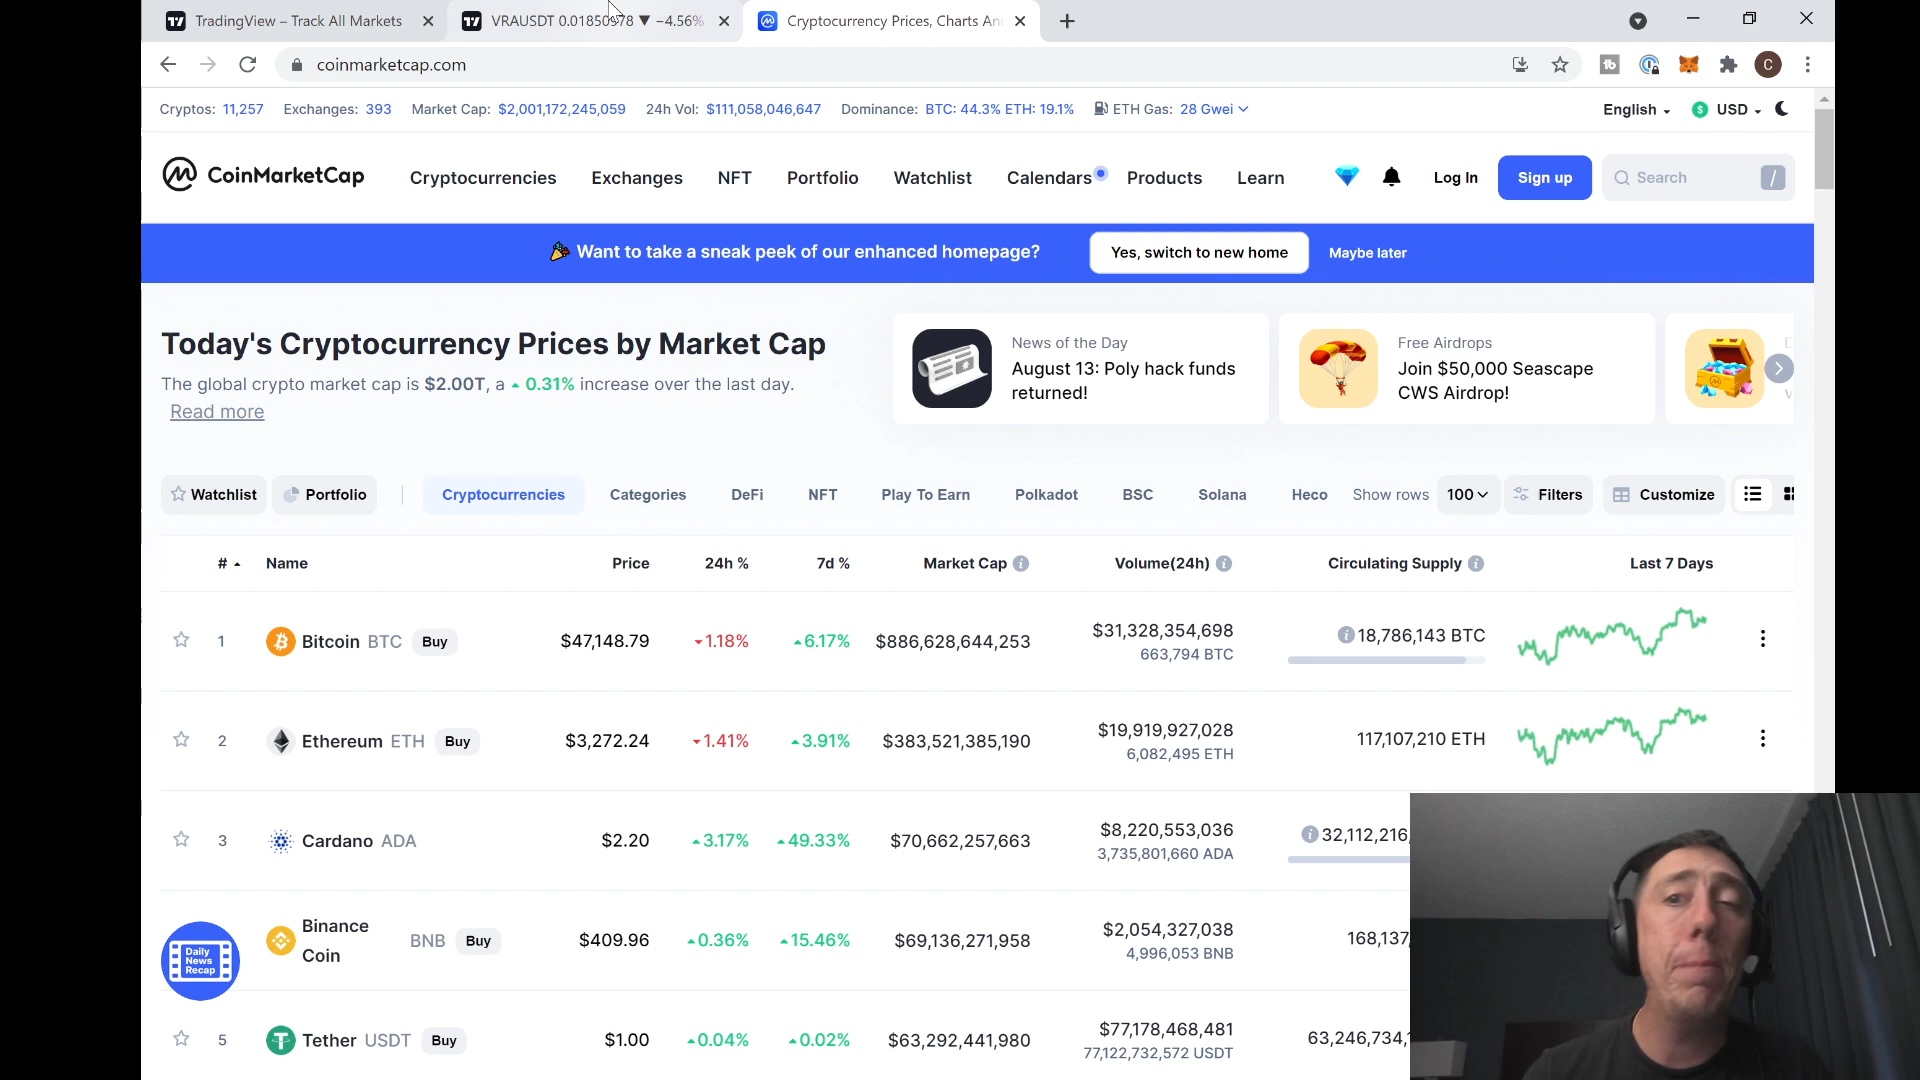 TradingView – Track All Markets
VRAUSDT 0.01850978 ▼ −4.56%
Cryptocurrency Prices, Charts An
coinmarketcap.com
C
Cryptos: 11,257 Exchanges: 393 Market Cap: $2,001,172,245,059 24h Vol: $111,058,046,647 Dominance: BTC: 44.3% ETH: 19.1% ETH Gas: 28 Gwei
English USD
CoinMarketCap
Cryptocurrencies Exchanges NFT Portfolio Watchlist Calendars Products Learn
Log In Sign up Search /
Want to take a sneak peek of our enhanced homepage? Yes, switch to new home Maybe later
Today's Cryptocurrency Prices by Market Cap
The global crypto market cap is $2.00T, a 0.31% increase over the last day.
Read more
News of the Day
August 13: Poly hack funds
returned!
Free Airdrops
Join $50,000 Seascape
CWS Airdrop!
Watchlist Portfolio Cryptocurrencies Categories DeFi NFT Play To Earn Polkadot BSC Solana Heco Show rows 100 Filters Customize
# Name Price 24h % 7d % Market Cap Volume(24h) Circulating Supply Last 7 Days
1 Bitcoin BTC Buy $47,148.79 1.18% 6.17% $886,628,644,253 $31,328,354,698 18,786,143 BTC
663,794 BTC
2 Ethereum ETH Buy $3,272.24 1.41% 3.91% $383,521,385,190 $19,919,927,028 117,107,210 ETH
6,082,495 ETH
3 Cardano ADA $2.20 3.17% 49.33% $70,662,257,663 $8,220,553,036 32,112,216,
3,735,801,660 ADA
Binance
Coin BNB Buy $409.96 0.36% 15.46% $69,136,271,958 $2,054,327,038 168,137,
4,996,053 BNB
Daily
News
Recap
5 Tether USDT Buy $1.00 0.04% 0.02% $63,292,441,980 $77,178,468,481 63,246,734,
77,122,732,572 USDT